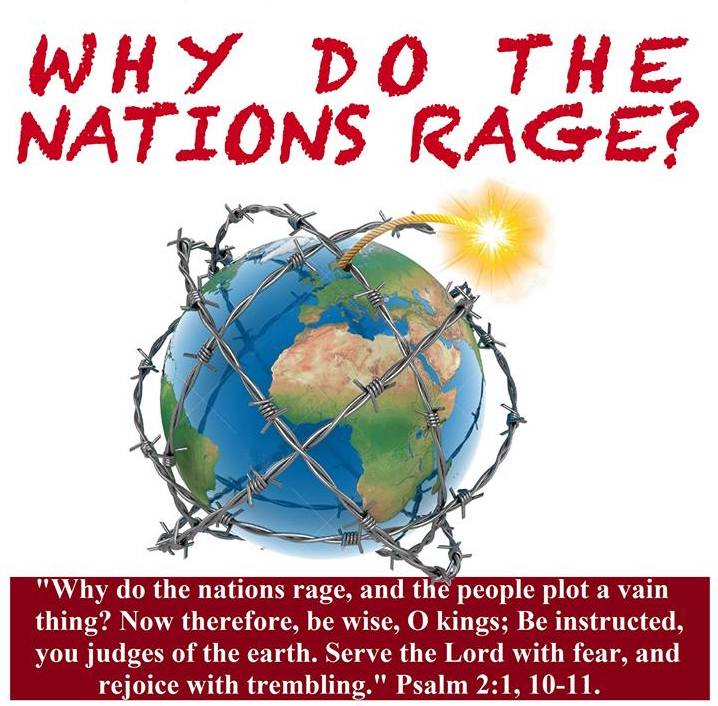 WHY DO THE
NATIONS RAGE?
"Why do the nations rage, and the people plot a vain
thing? Now therefore, be wise, O kings; Be instructed,
you judges of the earth. Serve the Lord with fear, and
rejoice with trembling." Psalm 2:1, 10-11.